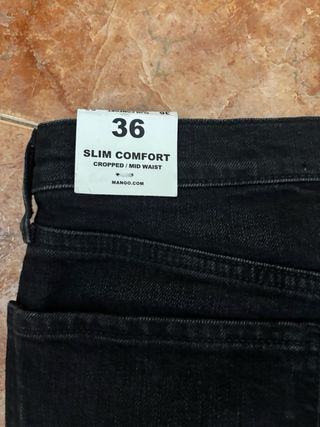 36
SLIM COMFORT
CROPPED / MID WAIST
MANGO.COM